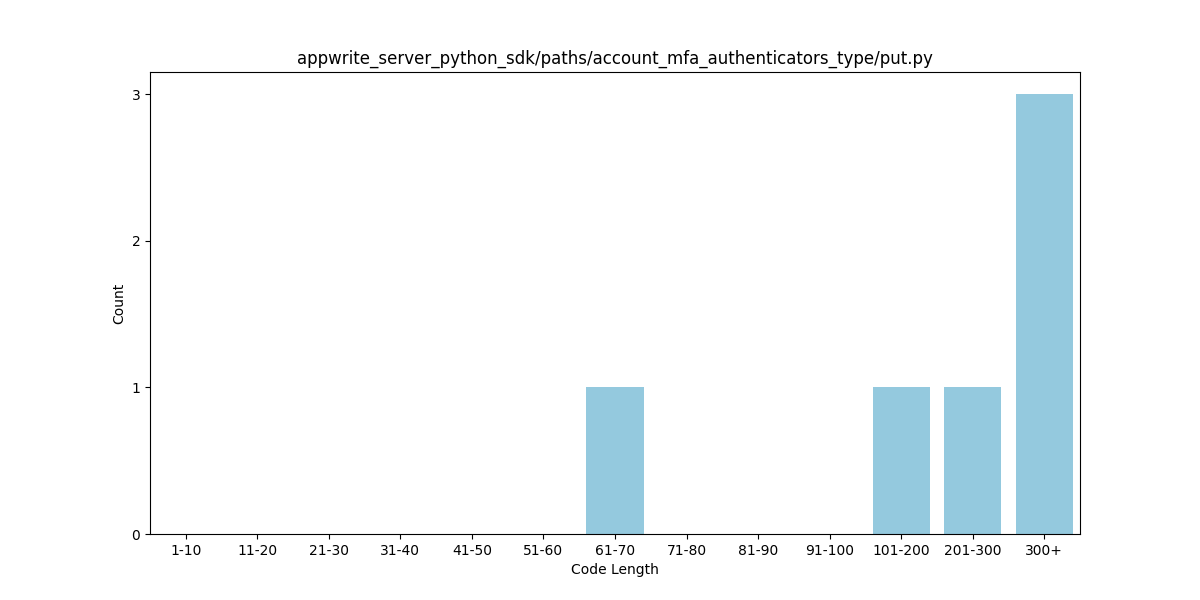 appwrite_server_python_sdk/paths/account_mfa_authenticators_type/put.py
3
2
1
0
Count
1-10 11-20 21-30 31-40 41-50 51-60 61-70 71-80 81-90 91-100 101-200 201-300 300+
Code Length